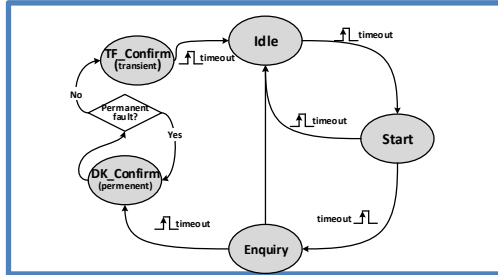 TF_Confirm
(transient)
timeout
Idle
timeout
No
Permanent
fault?
Yes
timeout
Start
DK_Confirm
(permenent)
timeout
timeout
Enquiry